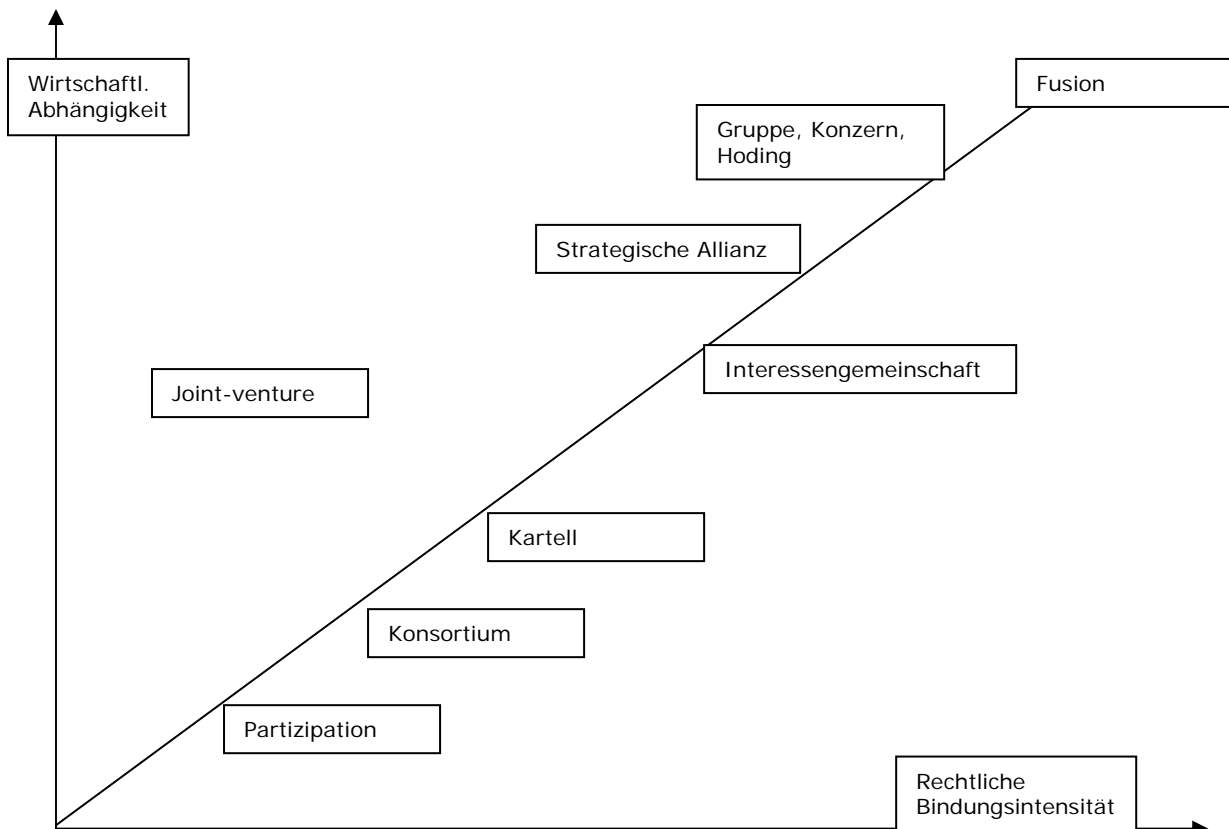 Wirtschaftl.
Abhängigkeit
Fusion
Gruppe, Konzern,
Hoding
Strategische Allianz
Interessengemeinschaft
Joint-venture
Kartell
Konsortium
Partizipation
Rechtliche
Bindungsintensität